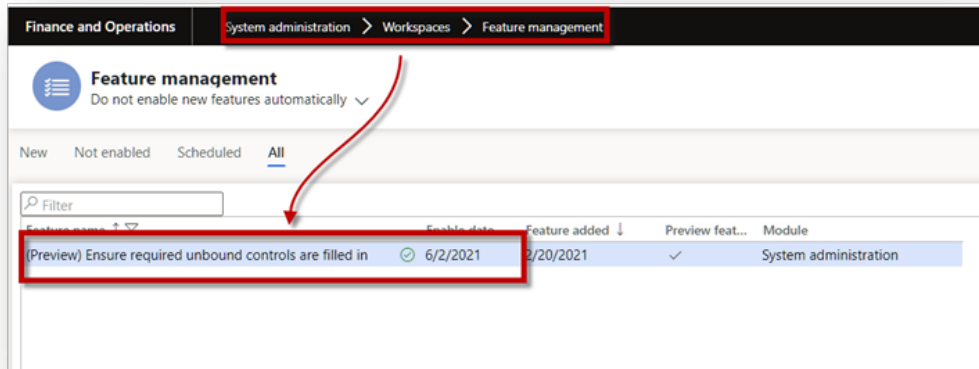 Finance and Operations System administration > Workspaces > Feature management
Feature management
Do not enable new features automatically
New Not enabled Scheduled All
Filter
Feature name Enable date Feature added ↓ Preview feat... Module
(Preview) Ensure required unbound controls are filled in 6/2/2021 2/20/2021 System administration